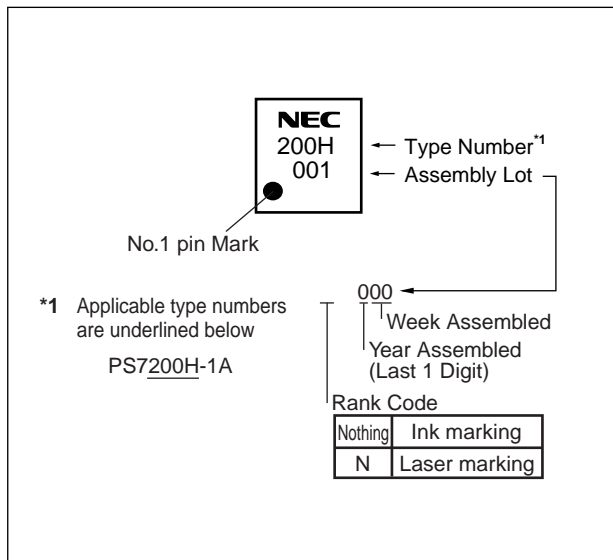 NEC
200H
001
Type Number*1
Assembly Lot
No.1 pin Mark
*1 Applicable type numbers
are underlined below
PS7200H-1A
000
Week Assembled
Year Assembled
(Last 1 Digit)
Rank Code
Nothing Ink marking
N Laser marking